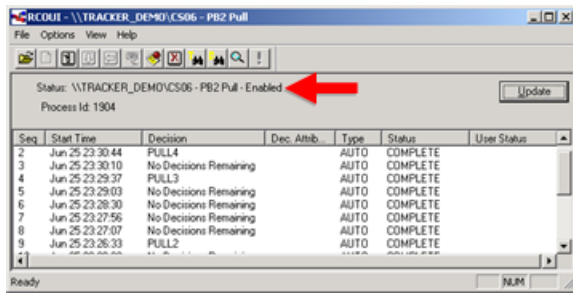 RCOUI - \\TRACKER_DEMO\CS06 - PB2 Pull
File Options View Help
Status: \\TRACKER_DEMO\CS06 - PB2 Pull - Enabled
Update
Process Id: 1904
Seq Start Time Decision Dec. Attrib... Type Status User Status
2 Jun 25 23:30:44 PULL4 AUTO COMPLETE
3 Jun 25 23:30:10 No Decisions Remaining AUTO COMPLETE
4 Jun 25 23:29:37 PULL3 AUTO COMPLETE
5 Jun 25 23:29:03 No Decisions Remaining AUTO COMPLETE
6 Jun 25 23:28:30 No Decisions Remaining AUTO COMPLETE
7 Jun 25 23:27:56 No Decisions Remaining AUTO COMPLETE
8 Jun 25 23:27:07 No Decisions Remaining AUTO COMPLETE
9 Jun 25 23:26:33 PULL2 AUTO COMPLETE
Ready NUM